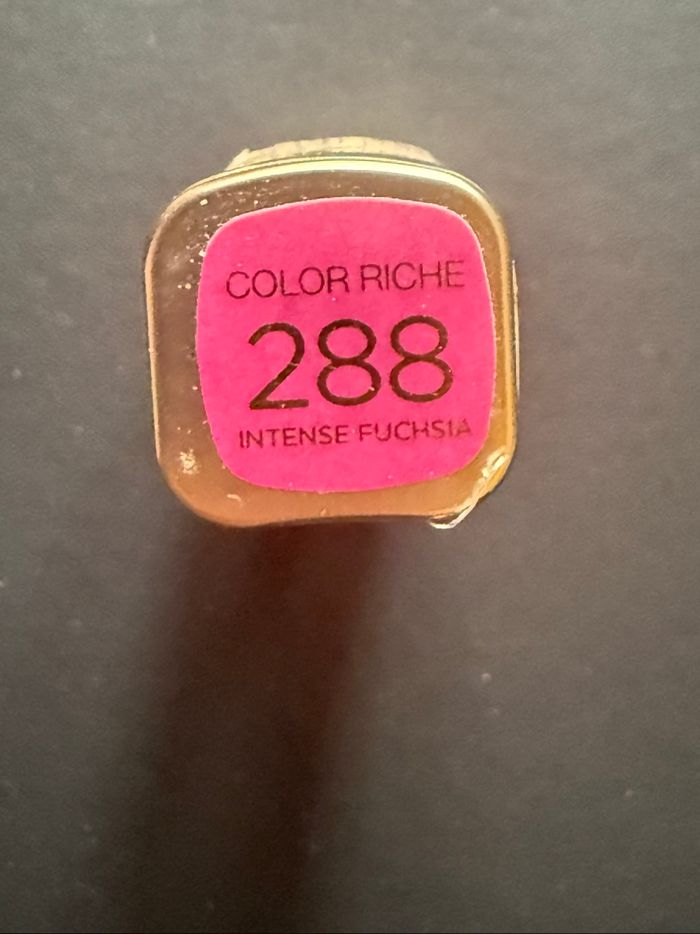 COLOR RICHE
288
INTENSE FUCHSIA